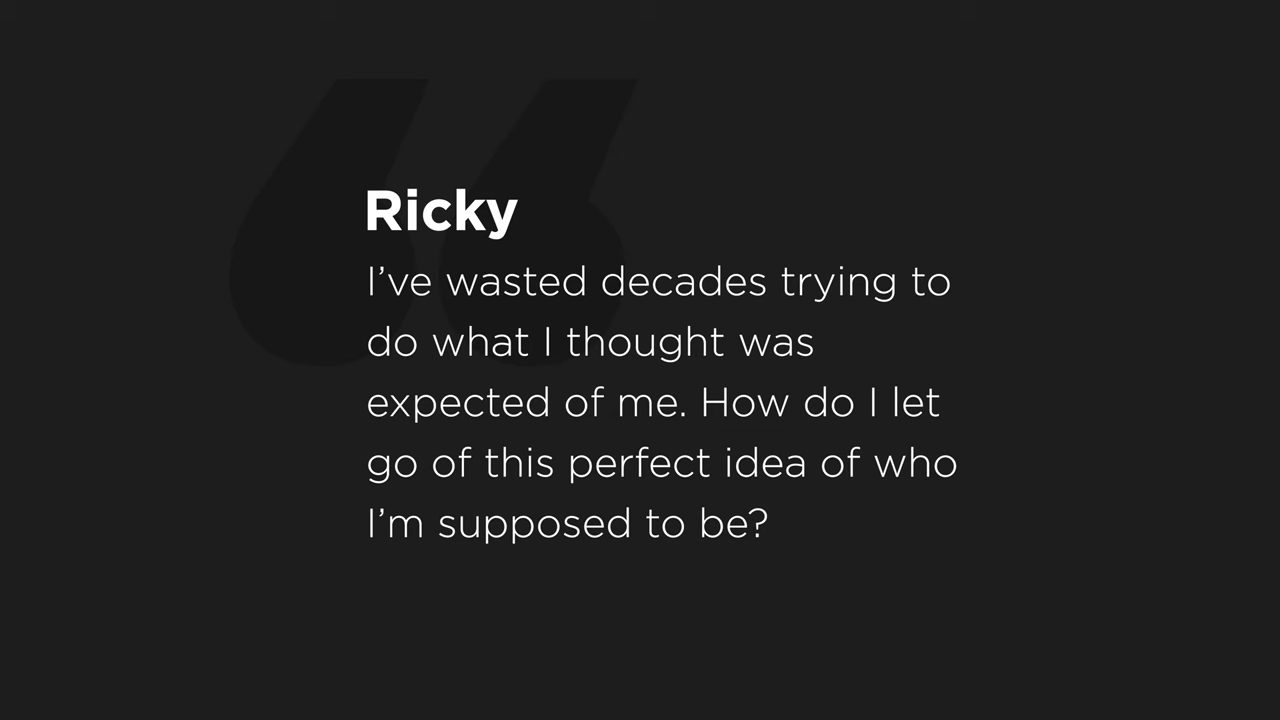 Ricky
I’ve wasted decades trying to
do what I thought was
expected of me. How do I let
go of this perfect idea of who
I’m supposed to be?